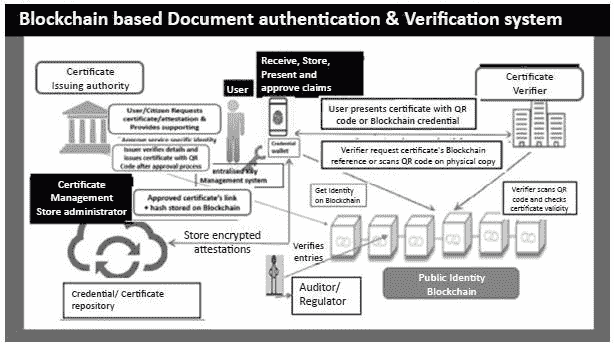 Blockchain based Document authentication & Verification system
Certificate
Issuing authority
User
Receive, Store,
Present and
approve claims
Certificate
Verifier
User/Citizen Requests
certificate/attestation &
Provides supporting
service specific identity
Issuer verifies details and
issues certificate with QR
Code after approval process
Credential
wallet
User presents certificate with QR
code or Blockchain credential
Verifier request certificate's Blockchain
reference or scans QR code on physical copy
entralised key
Management system
Certificate
Management
Store administrator
Approved certificate's link
+ hash stored on Blockchain
Get Identity
on Blockchain
Verifier scans QR
code and checks
certificate validity
Store encrypted
attestations
Verifies
entries
Credential/ Certificate
repository
Auditor/
Regulator
Public Identity
Blockchain